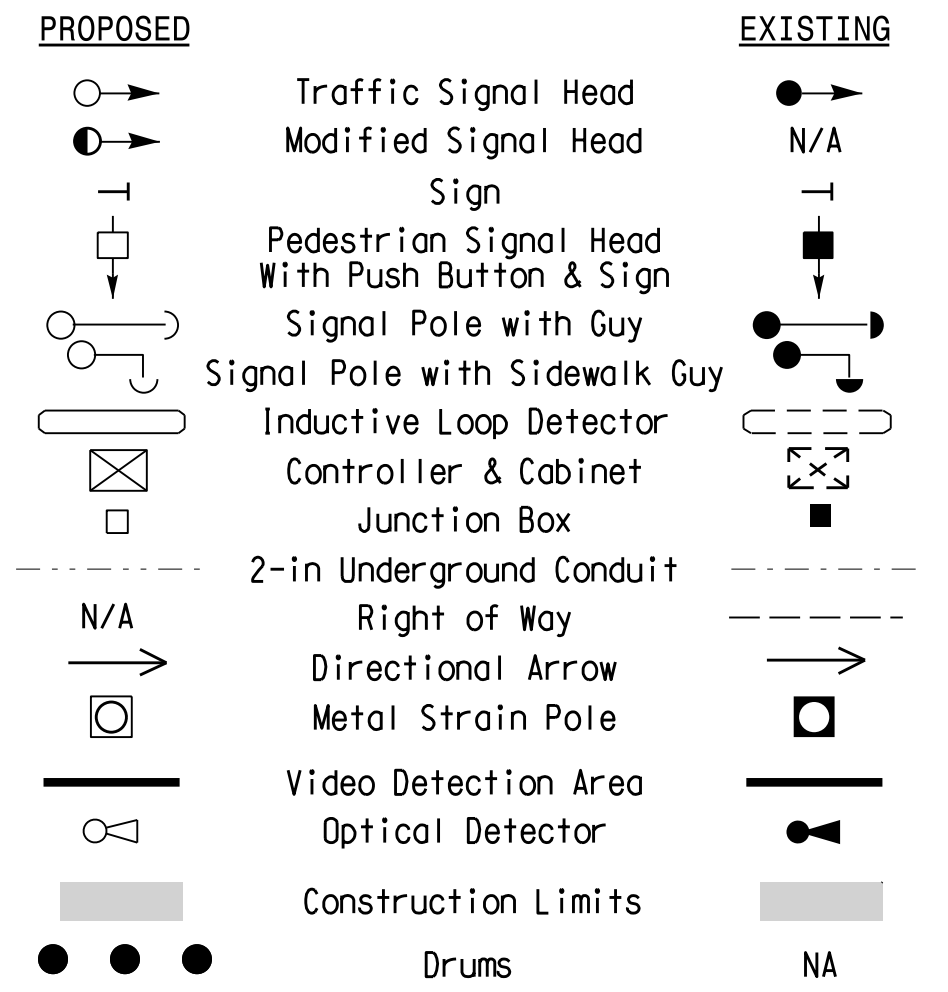 PROPOSED EXISTING
Traffic Signal Head
Modified Signal Head N/A
Sign
Pedestrian Signal Head
With Push Button & Sign
Signal Pole with Guy
Signal Pole with Sidewalk Guy
Inductive Loop Detector
Controller & Cabinet
Junction Box
2-in Underground Conduit
N/A Right of Way
Directional Arrow
Metal Strain Pole
Video Detection Area
Optical Detector
Construction Limits
Drums NA